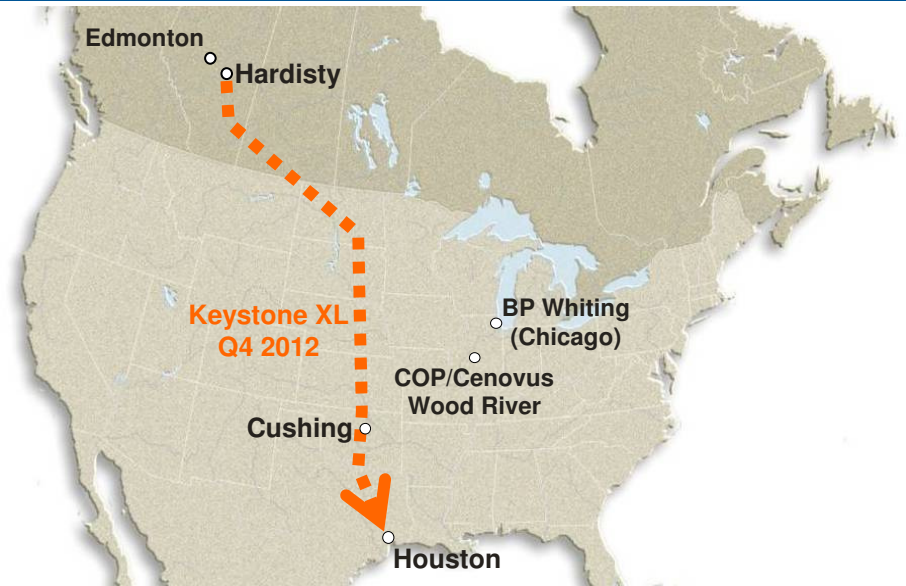 Edmonton
Hardisty
Keystone XL
Q4 2012
BP Whiting
(Chicago)
COP/Cenovus
Wood River
Cushing
Houston